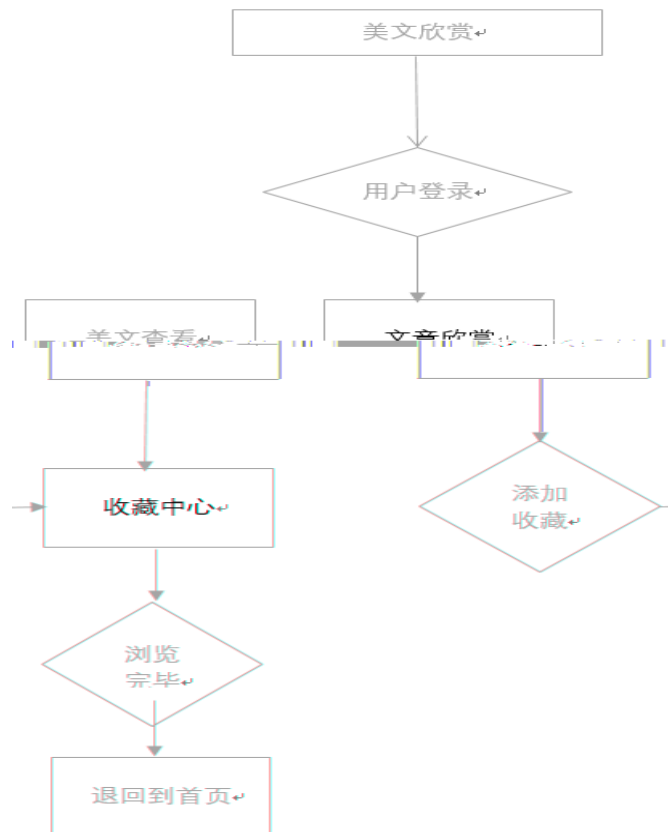 美文欣赏
用户登录
美文查看
文章欣赏
收藏中心
添加
收藏
浏览
完毕
退回到首页